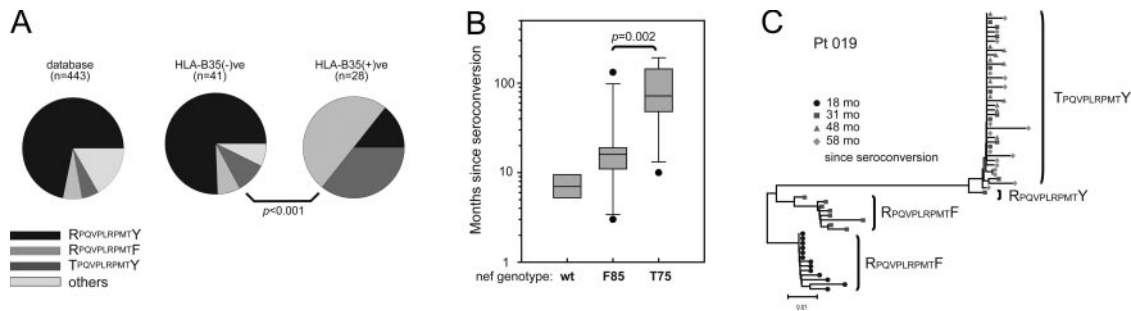 A
database
(n=443)
HLA-B35(-)ve
(n=41)
HLA-B35(+)ve
(n=28)
p<0.001
RPQVPLRPMTY
RPQVPLRPMTF
TPQVPLRPMTY
others
B
p=0.002
Months since seroconversion
100
10
1
nef genotype: wt F85 T75
C
Pt 019
18 mo
31 mo
48 mo
58 mo
since seroconversion
TPQVPLRPMTY
RPQVPLRPMTY
RPQVPLRPMTF
RPQVPLRPMTF
0.01